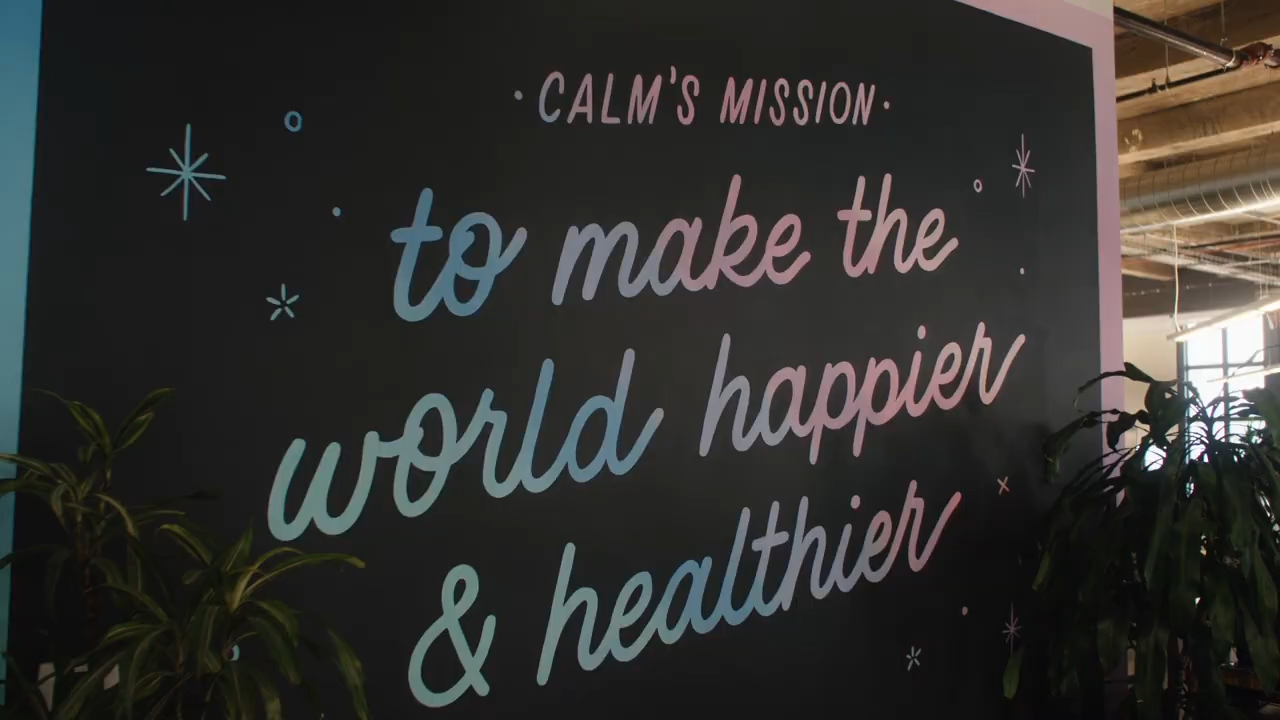 · CALM'S MISSION ·
to make the
world happier
& healthier